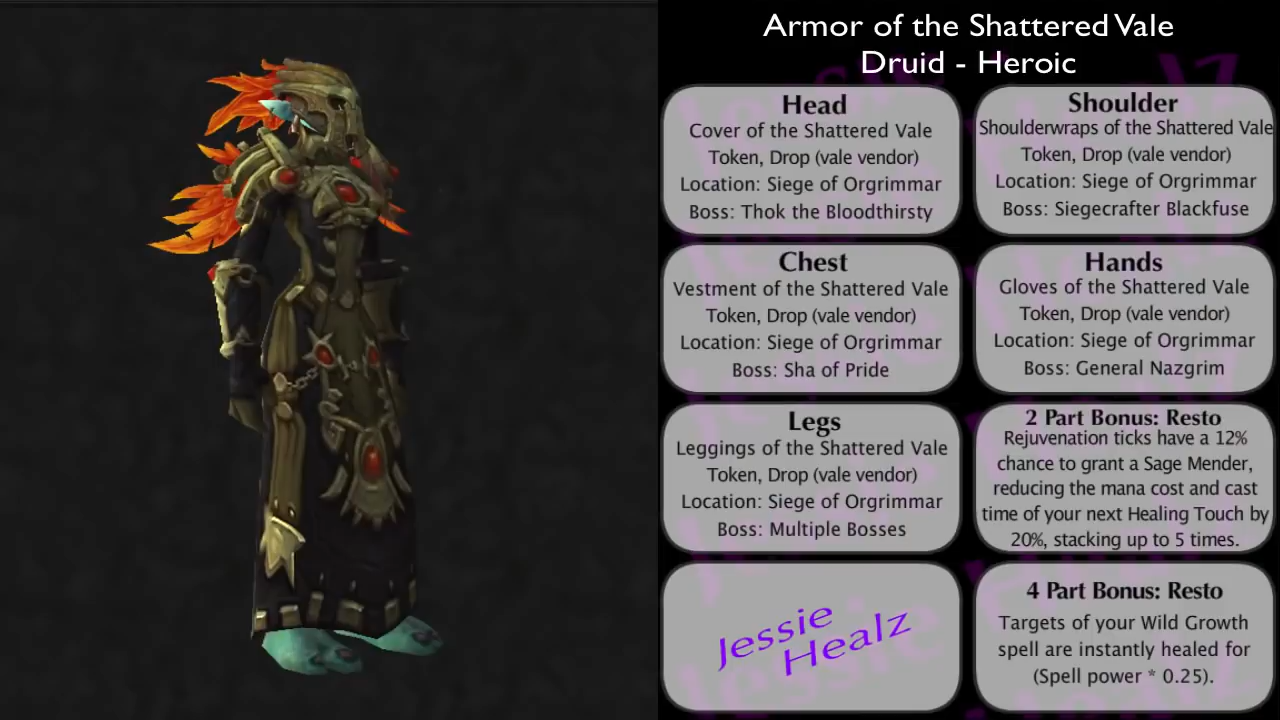 Armor of the Shattered Vale
Druid - Heroic
Head
Cover of the Shattered Vale
Token, Drop (vale vendor)
Location: Siege of Orgrimmar
Boss: Thok the Bloodthirsty
Shoulder
Shoulderwraps of the Shattered Vale
Token, Drop (vale vendor)
Location: Siege of Orgrimmar
Boss: Siegecrafter Blackfuse
Chest
Vestment of the Shattered Vale
Token, Drop (vale vendor)
Location: Siege of Orgrimmar
Boss: Sha of Pride
Hands
Gloves of the Shattered Vale
Token, Drop (vale vendor)
Location: Siege of Orgrimmar
Boss: General Nazgrim
Legs
Leggings of the Shattered Vale
Token, Drop (vale vendor)
Location: Siege of Orgrimmar
Boss: Multiple Bosses
2 Part Bonus: Resto
Rejuvenation ticks have a 12%
chance to grant a Sage Mender,
reducing the mana cost and cast
time of your next Healing Touch by
20%, stacking up to 5 times.
Jessie
Healz
4 Part Bonus: Resto
Targets of your Wild Growth
spell are instantly healed for
(Spell power * 0.25).